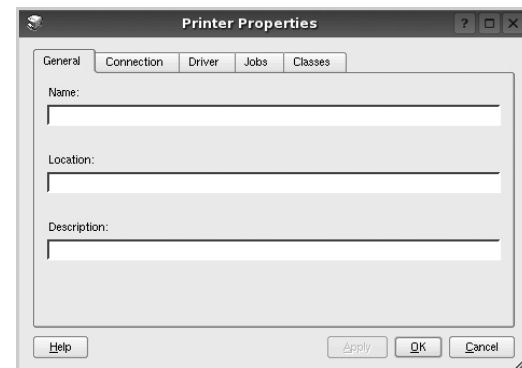 Printer Properties
?
General Connection Driver Jobs Classes
Name:
Location:
Description:
Help Apply OK Cancel